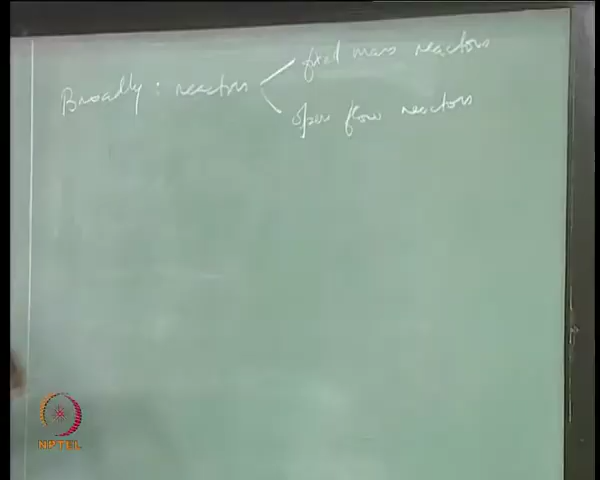 fixed mass reactors
Broadly : reactors
open flow reactors
NPTEL